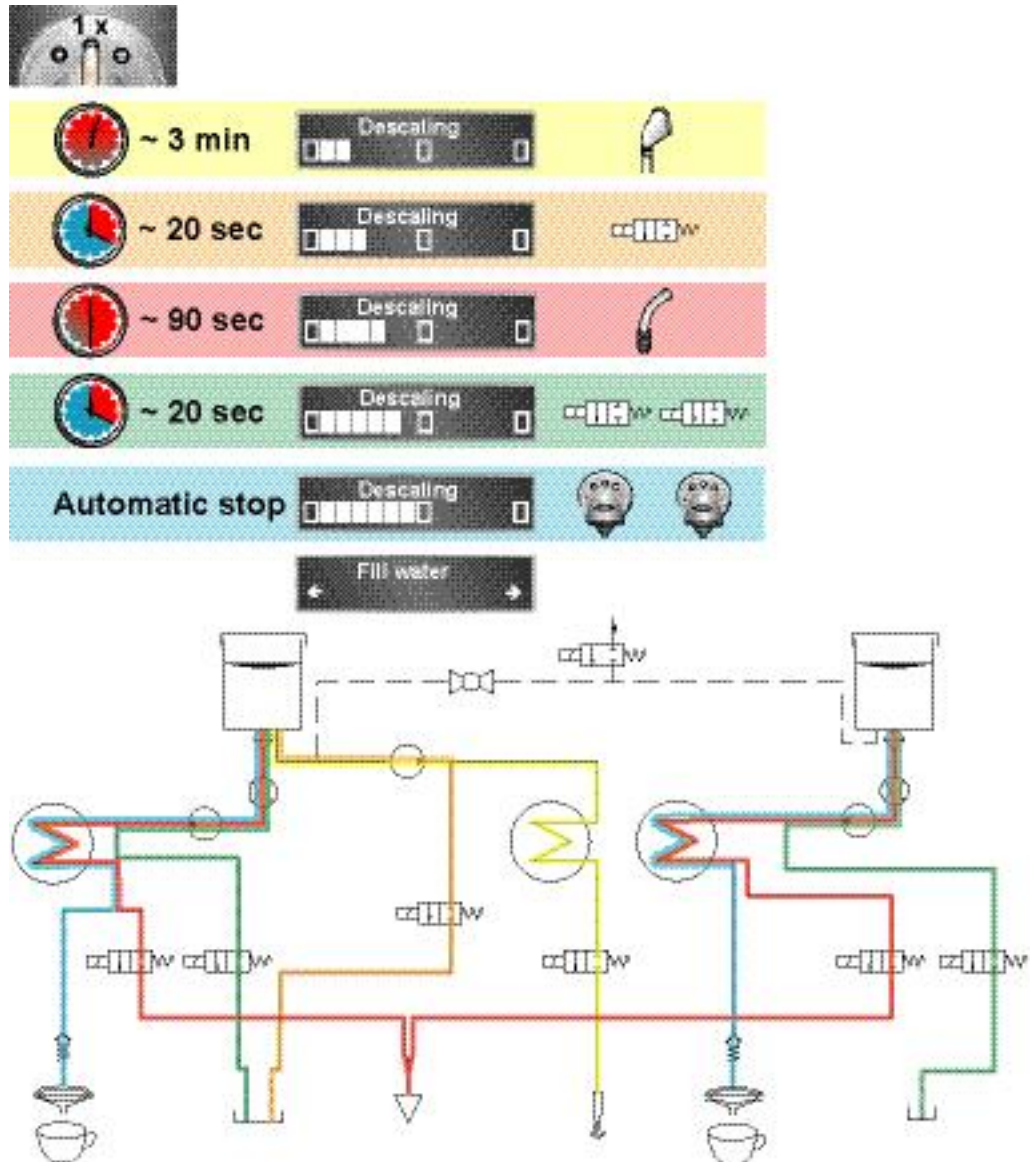 1 x
~ 3 min
Descaling
~ 20 sec
Descaling
~ 90 sec
Descaling
~ 20 sec
Descaling
Automatic stop
Descaling
Fill water